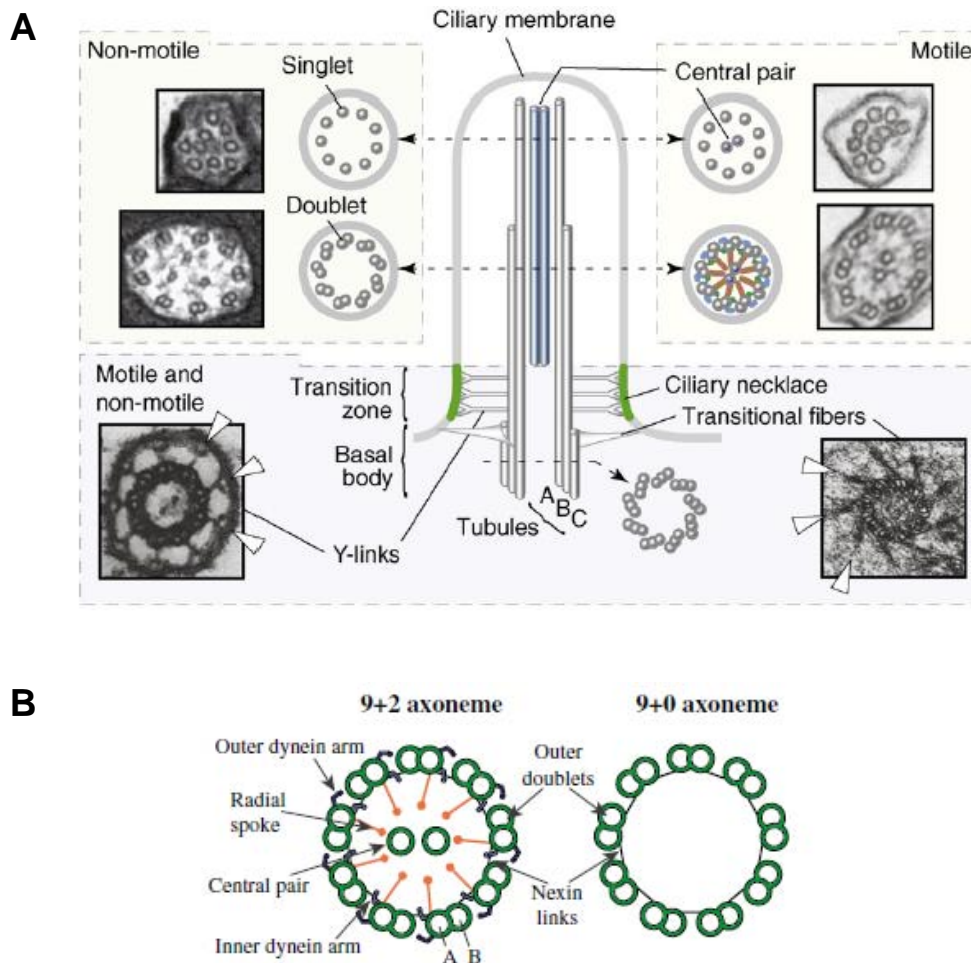 A
Ciliary membrane
Non-motile
Motile
Singlet
Central pair
Doublet
Motile and
non-motile
Transition
zone
Ciliary necklace
Transitional fibers
Basal
body
A
B
C
Tubules
Y-links
B
9+2 axoneme
9+0 axoneme
Outer dynein arm
Outer
doublets
Radial
spoke
Central pair
Nexin
links
Inner dynein arm
A B